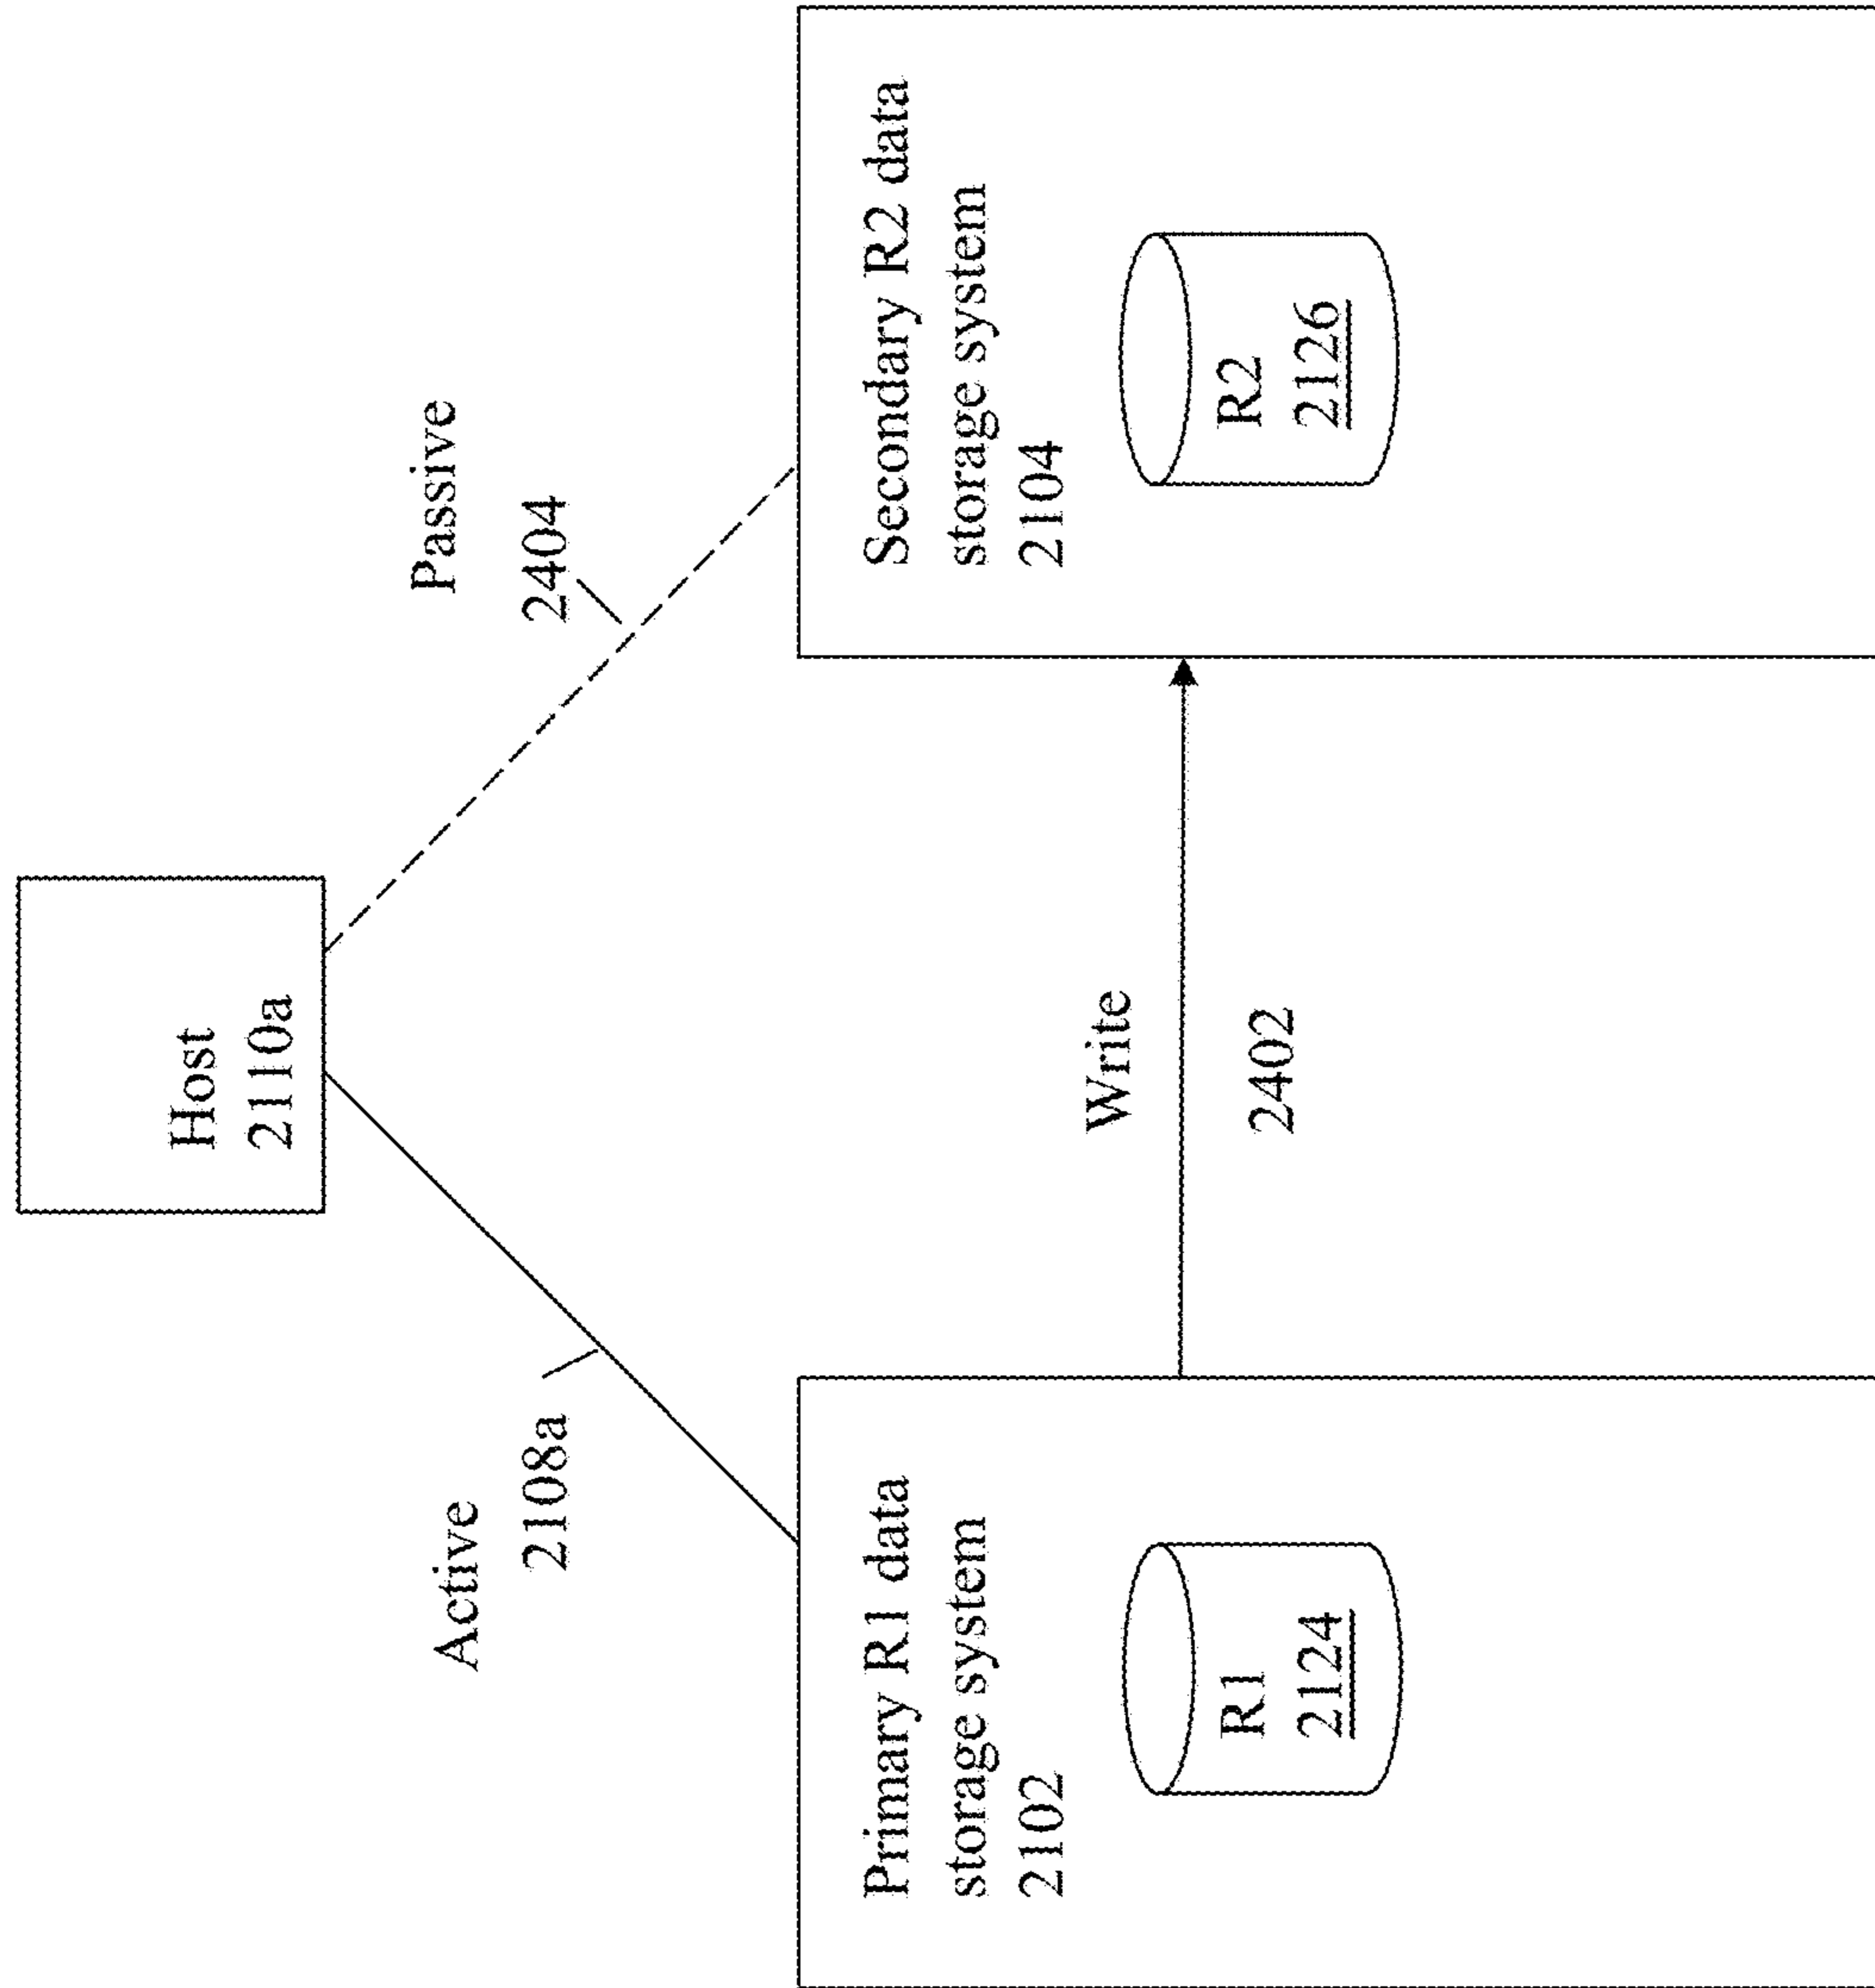 Host
2110a
Active
2108a
Passive
2404
Primary R1 data
storage system
2102
R1
2124
Write
2402
Secondary R2 data
storage system
2104
R2
2126